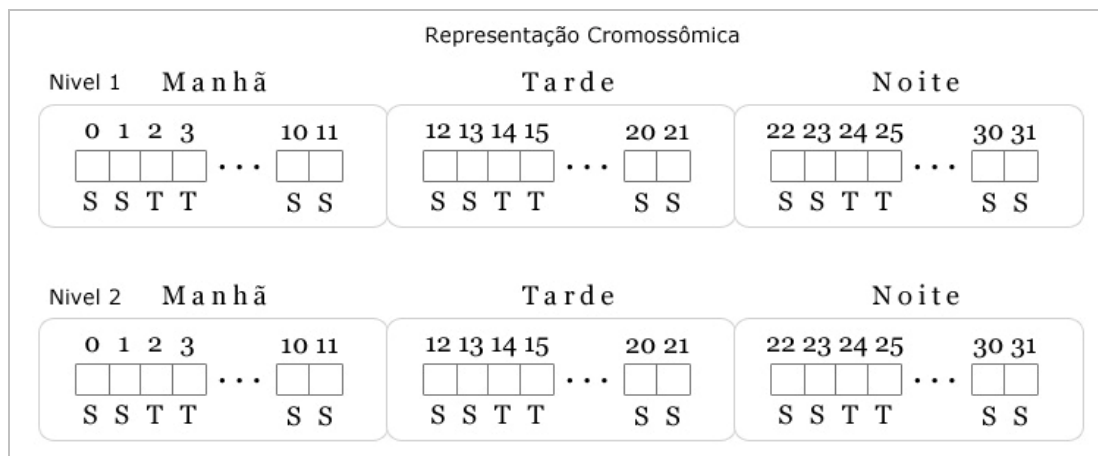 Representação Cromossômica
Nivel 1 Manhã Tarde Noite
0 1 2 3 10 11 12 13 14 15 20 21 22 23 24 25 30 31
... ... ...
S S T T S S S S T T S S S S T T S S
Nivel 2 Manhã Tarde Noite
0 1 2 3 10 11 12 13 14 15 20 21 22 23 24 25 30 31
... ... ...
S S T T S S S S T T S S S S T T S S